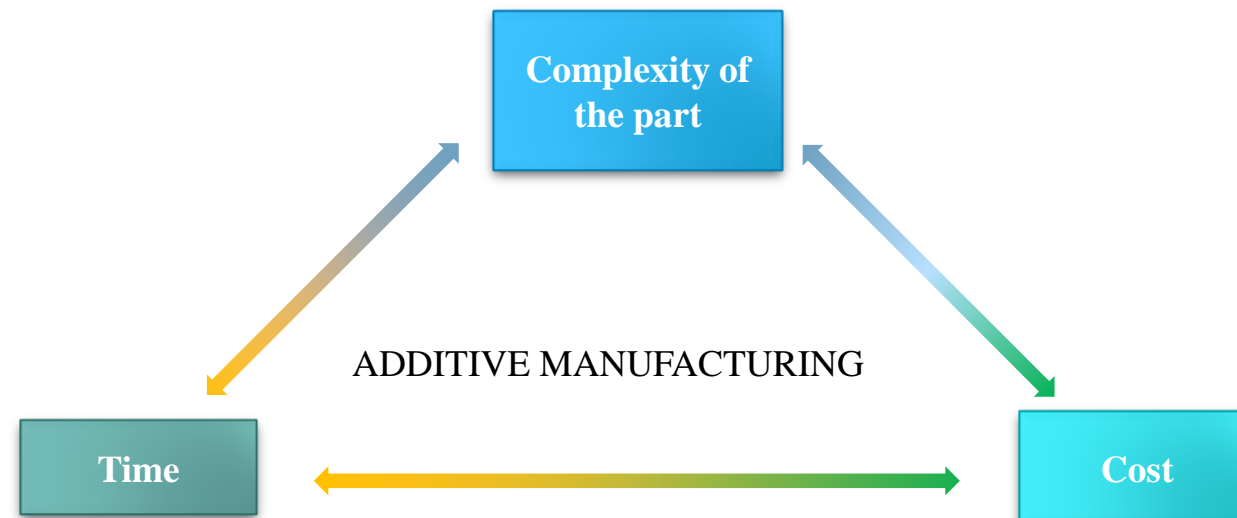 Complexity of
the part
ADDITIVE MANUFACTURING
Time
Cost